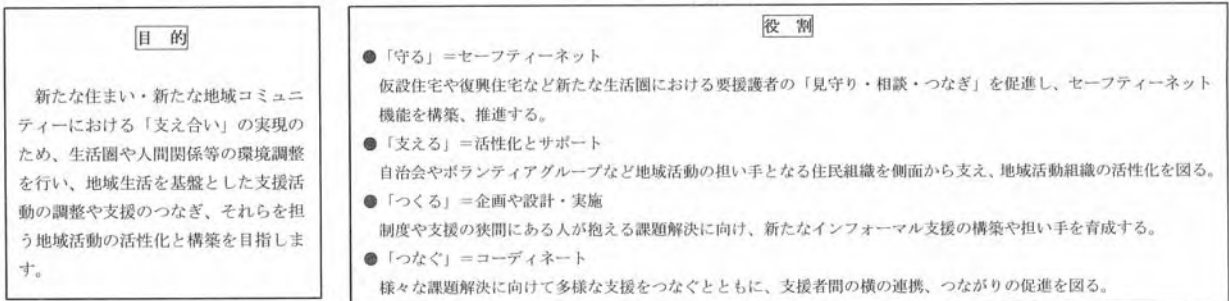 目 的
新たな住まい・新たな地域コミュニ
ティーにおける「支え合い」の実現の
ため、生活圏や人間関係等の環境調整
を行い、地域生活を基盤とした支援活
動の調整や支援のつなぎ、それらを担
う地域活動の活性化と構築を目指しま
す。
役 割
●「守る」＝セーフティーネット
仮設住宅や復興住宅など新たな生活圏における要援護者の「見守り・相談・つなぎ」を促進し、セーフティーネット
機能を構築、推進する。
●「支える」＝活性化とサポート
自治会やボランティアグループなど地域活動の担い手となる住民組織を側面から支え、地域活動組織の活性化を図る。
●「つくる」＝企画や設計・実施
制度や支援の狭間にある人が抱える課題解決に向け、新たなインフォーマル支援の構築や担い手を育成する。
●「つなぐ」＝コーディネート
様々な課題解決に向けて多様な支援をつなぐとともに、支援者間の横の連携、つながりの促進を図る。